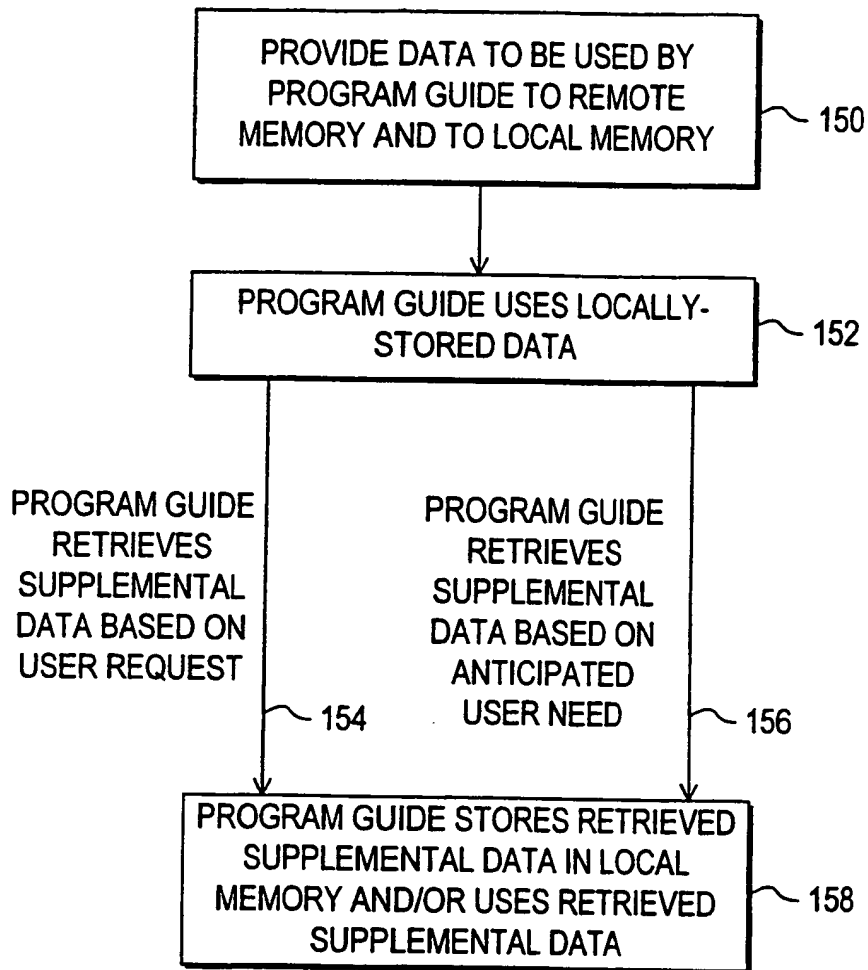 PROVIDE DATA TO BE USED BY
PROGRAM GUIDE TO REMOTE
MEMORY AND TO LOCAL MEMORY
150
PROGRAM GUIDE USES LOCALLY-
STORED DATA
152
PROGRAM GUIDE
RETRIEVES
SUPPLEMENTAL
DATA BASED ON
USER REQUEST
154
PROGRAM GUIDE
RETRIEVES
SUPPLEMENTAL
DATA BASED ON
ANTICIPATED
USER NEED
156
PROGRAM GUIDE STORES RETRIEVED
SUPPLEMENTAL DATA IN LOCAL
MEMORY AND/OR USES RETRIEVED
SUPPLEMENTAL DATA
158